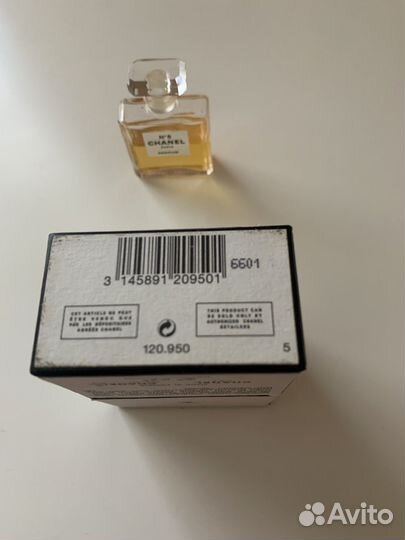 N°5
CHANEL
PARIS
PARFUM
3 145891 209501
6601
CET ARTICLE NE PEUT
ÊTRE VENDU QUE
PAR LES DÉPOSITAIRES
AGRÉÉS CHANEL
THIS PRODUCT CAN
BE SOLD ONLY BY
AUTHORIZED CHANEL
RETAILERS
120.950
5
Avito